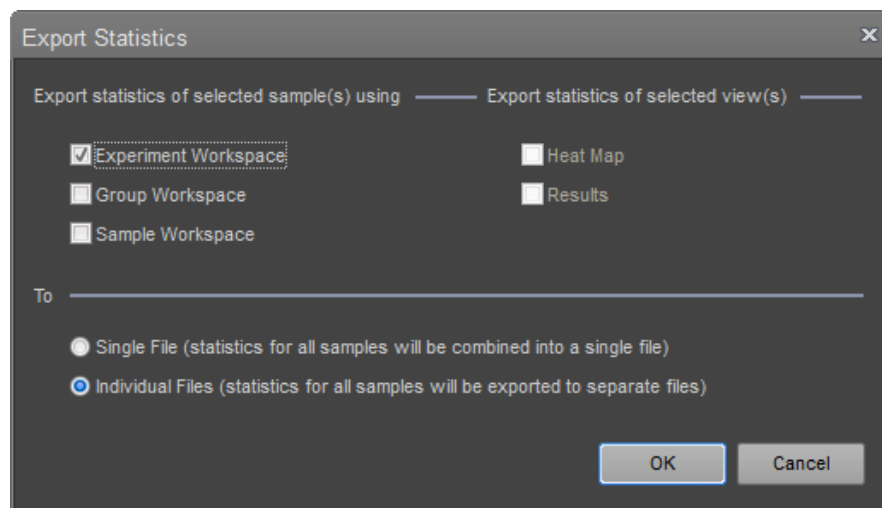 Export Statistics
Export statistics of selected sample(s) using
Export statistics of selected view(s)
Experiment Workspace
Heat Map
Group Workspace
Results
Sample Workspace
To
Single File (statistics for all samples will be combined into a single file)
Individual Files (statistics for all samples will be exported to separate files)
OK
Cancel